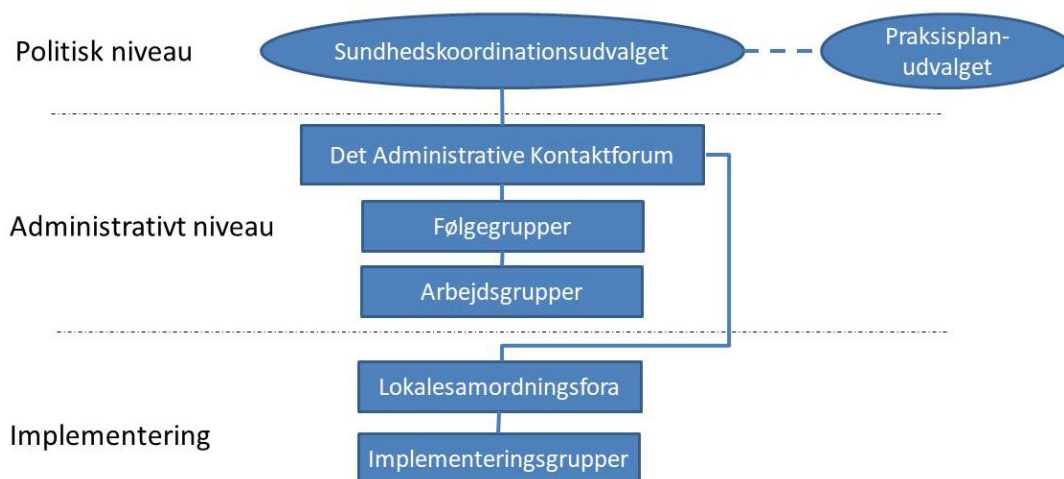 Politisk niveau
Sundhedskoordinationsudvalget
Praksisplan-
udvalget
Det Administrative Kontaktforum
Administrativt niveau
Følgegrupper
Arbejdsgrupper
Lokalesamordningsfora
Implementering
Implementeringsgrupper